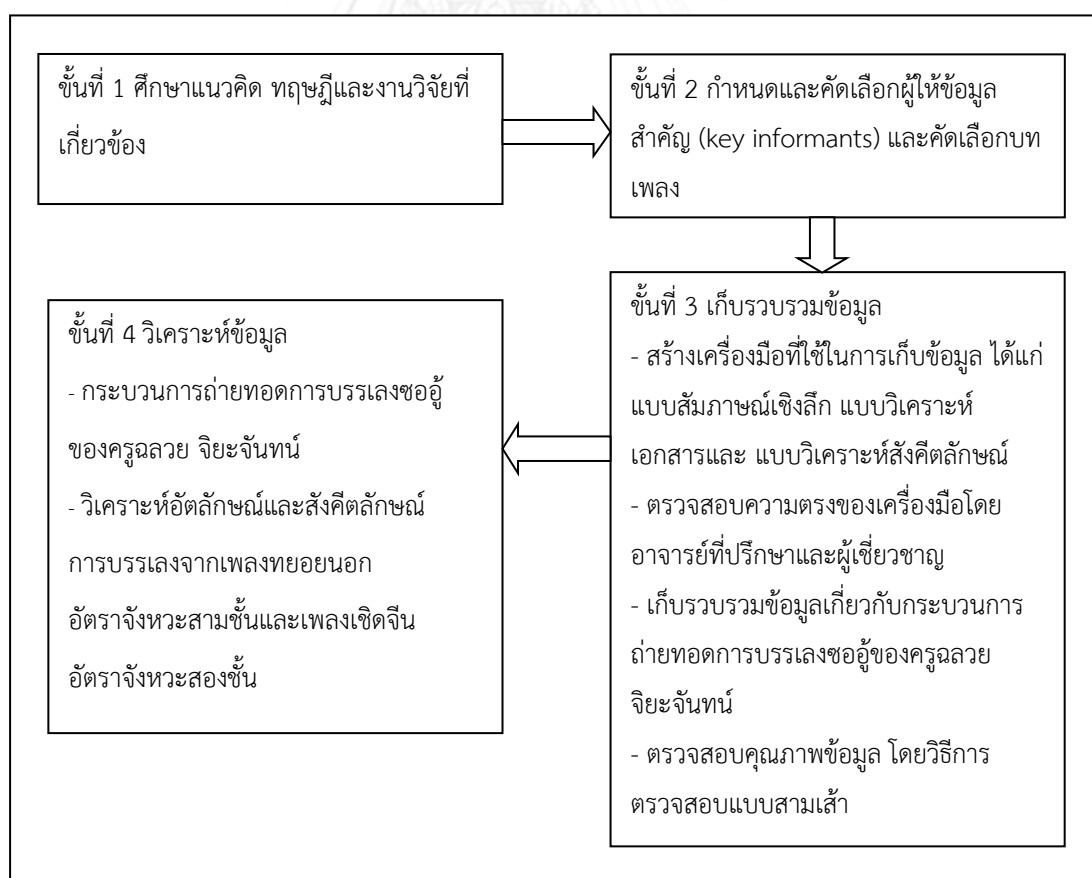 ขั้นที่ 1 ศึกษาแนวคิด ทฤษฎีและงานวิจัยที่
เกี่ยวข้อง
ขั้นที่ 2 กำหนดและคัดเลือกผู้ให้ข้อมูล
สำคัญ (key informants) และคัดเลือกบท
เพลง
ขั้นที่ 3 เก็บรวบรวมข้อมูล
- สร้างเครื่องมือที่ใช้ในการเก็บข้อมูล ได้แก่
แบบสัมภาษณ์เชิงลึก แบบวิเคราะห์
เอกสารและ แบบวิเคราะห์สังคีตลักษณ์
- ตรวจสอบความตรงของเครื่องมือโดย
อาจารย์ที่ปรึกษาและผู้เชี่ยวชาญ
- เก็บรวบรวมข้อมูลเกี่ยวกับกระบวนการ
ถ่ายทอดการบรรเลงซออู้ของครูฉลวย
จิยะจันทน์
- ตรวจสอบคุณภาพข้อมูล โดยวิธีการ
ตรวจสอบแบบสามเส้า
ขั้นที่ 4 วิเคราะห์ข้อมูล
- กระบวนการถ่ายทอดการบรรเลงซออู้
ของครูฉลวย จิยะจันทน์
- วิเคราะห์อัตลักษณ์และสังคีตลักษณ์
การบรรเลงจากเพลงทยอยนอก
อัตราจังหวะสามชั้นและเพลงเชิดจีน
อัตราจังหวะสองชั้น